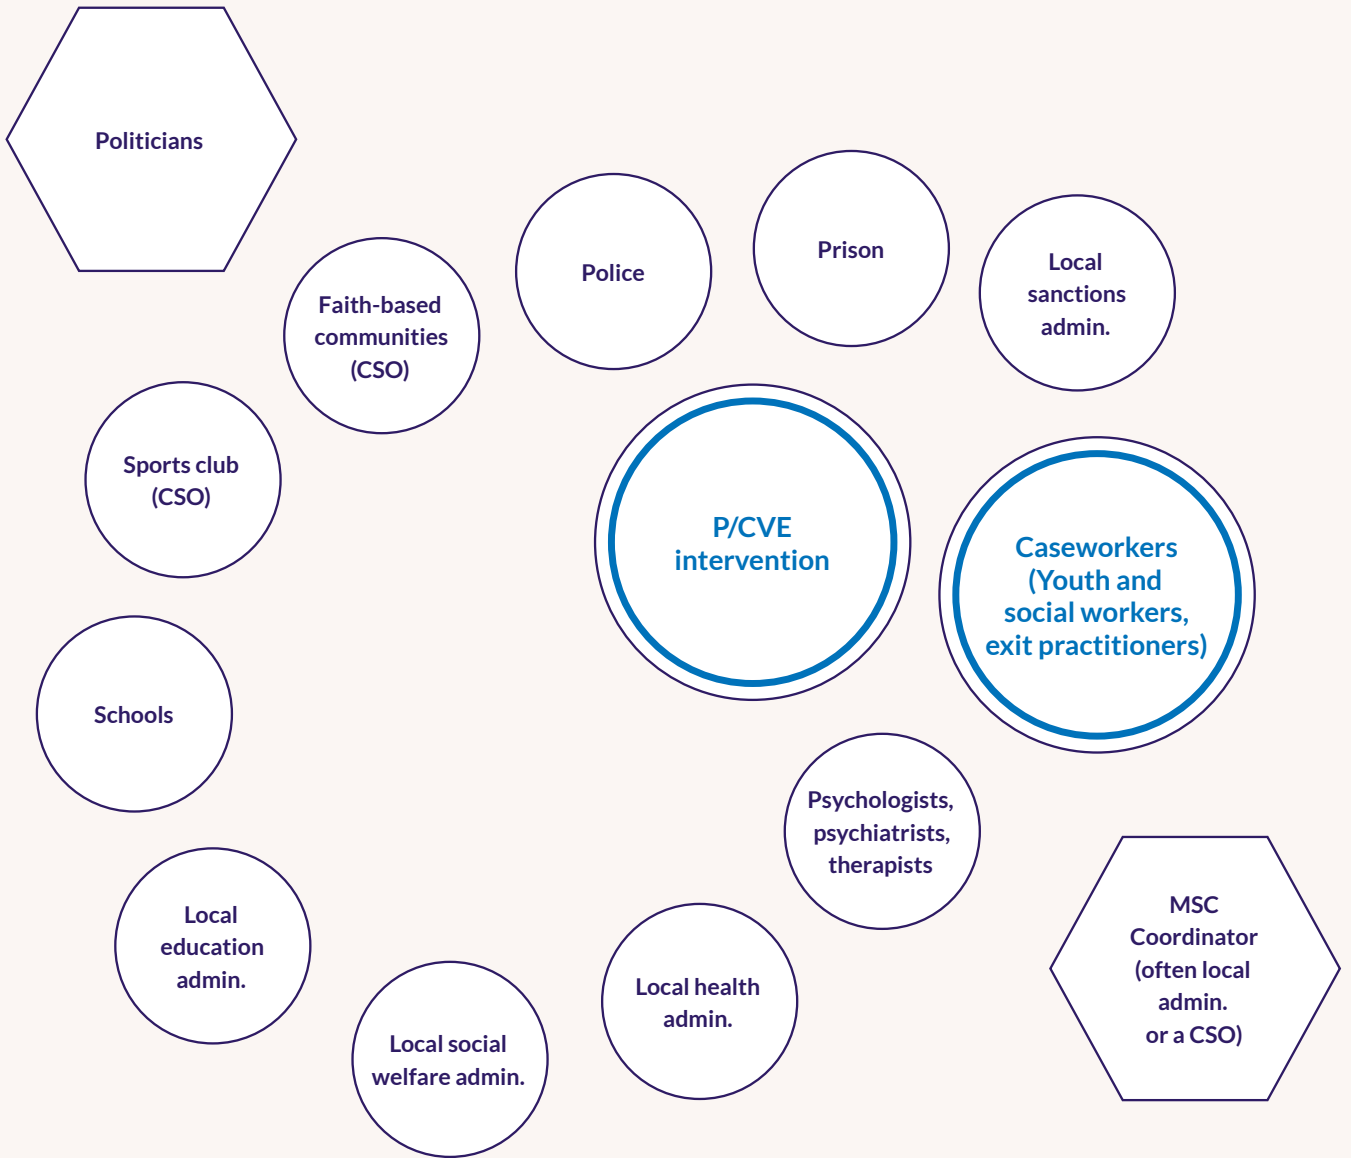 Politicians
Prison
Police
Local
sanctions
admin.
Faith-based
communities
(CSO)
Sports club
(CSO)
P/CVE
intervention
Caseworkers
(Youth and
social workers,
exit practitioners)
Schools
Psychologists,
psychiatrists,
therapists
Local
education
admin.
MSC
Coordinator
(often local
admin.
or a CSO)
Local health
admin.
Local social
welfare admin.